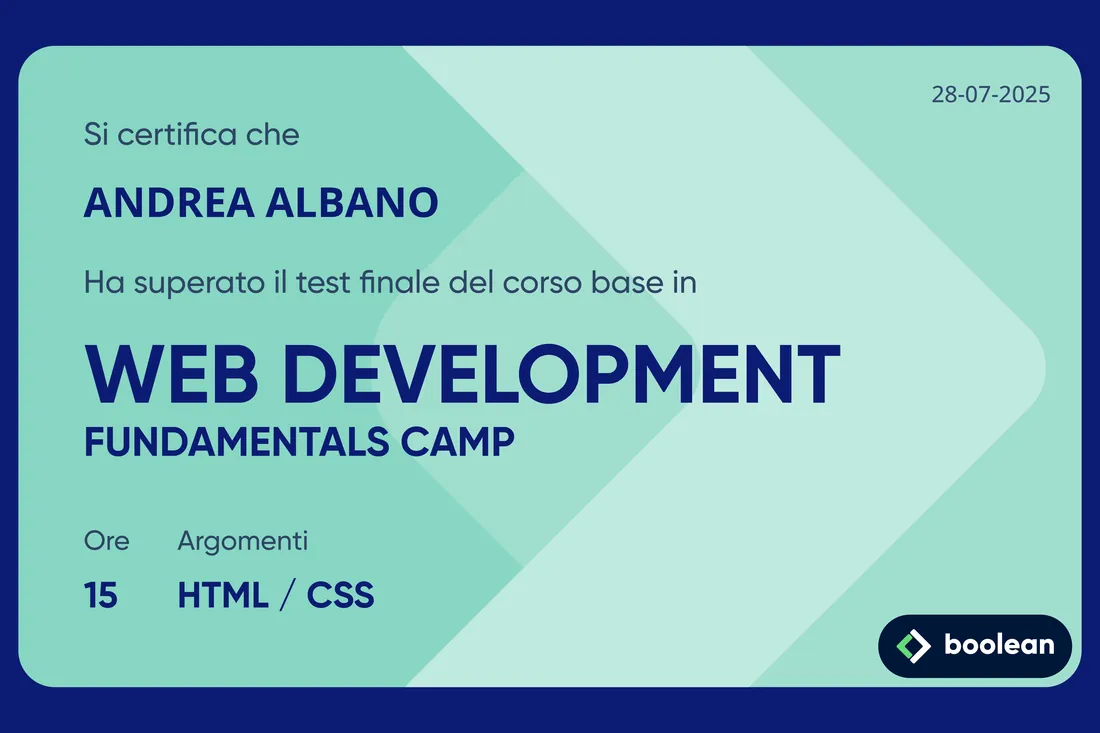 28-07-2025
Si certifica che
ANDREA ALBANO
Ha superato il test finale del corso base in
WEB DEVELOPMENT
FUNDAMENTALS CAMP
Ore Argomenti
15 HTML / CSS
boolean